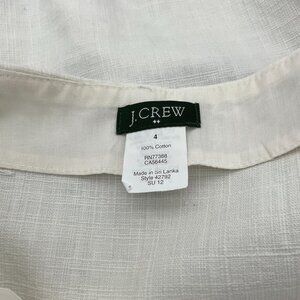 J.CREW
4
100% Cotton
RN77388
CA56445
Made in Sri Lanka
Style 42792
SU 12